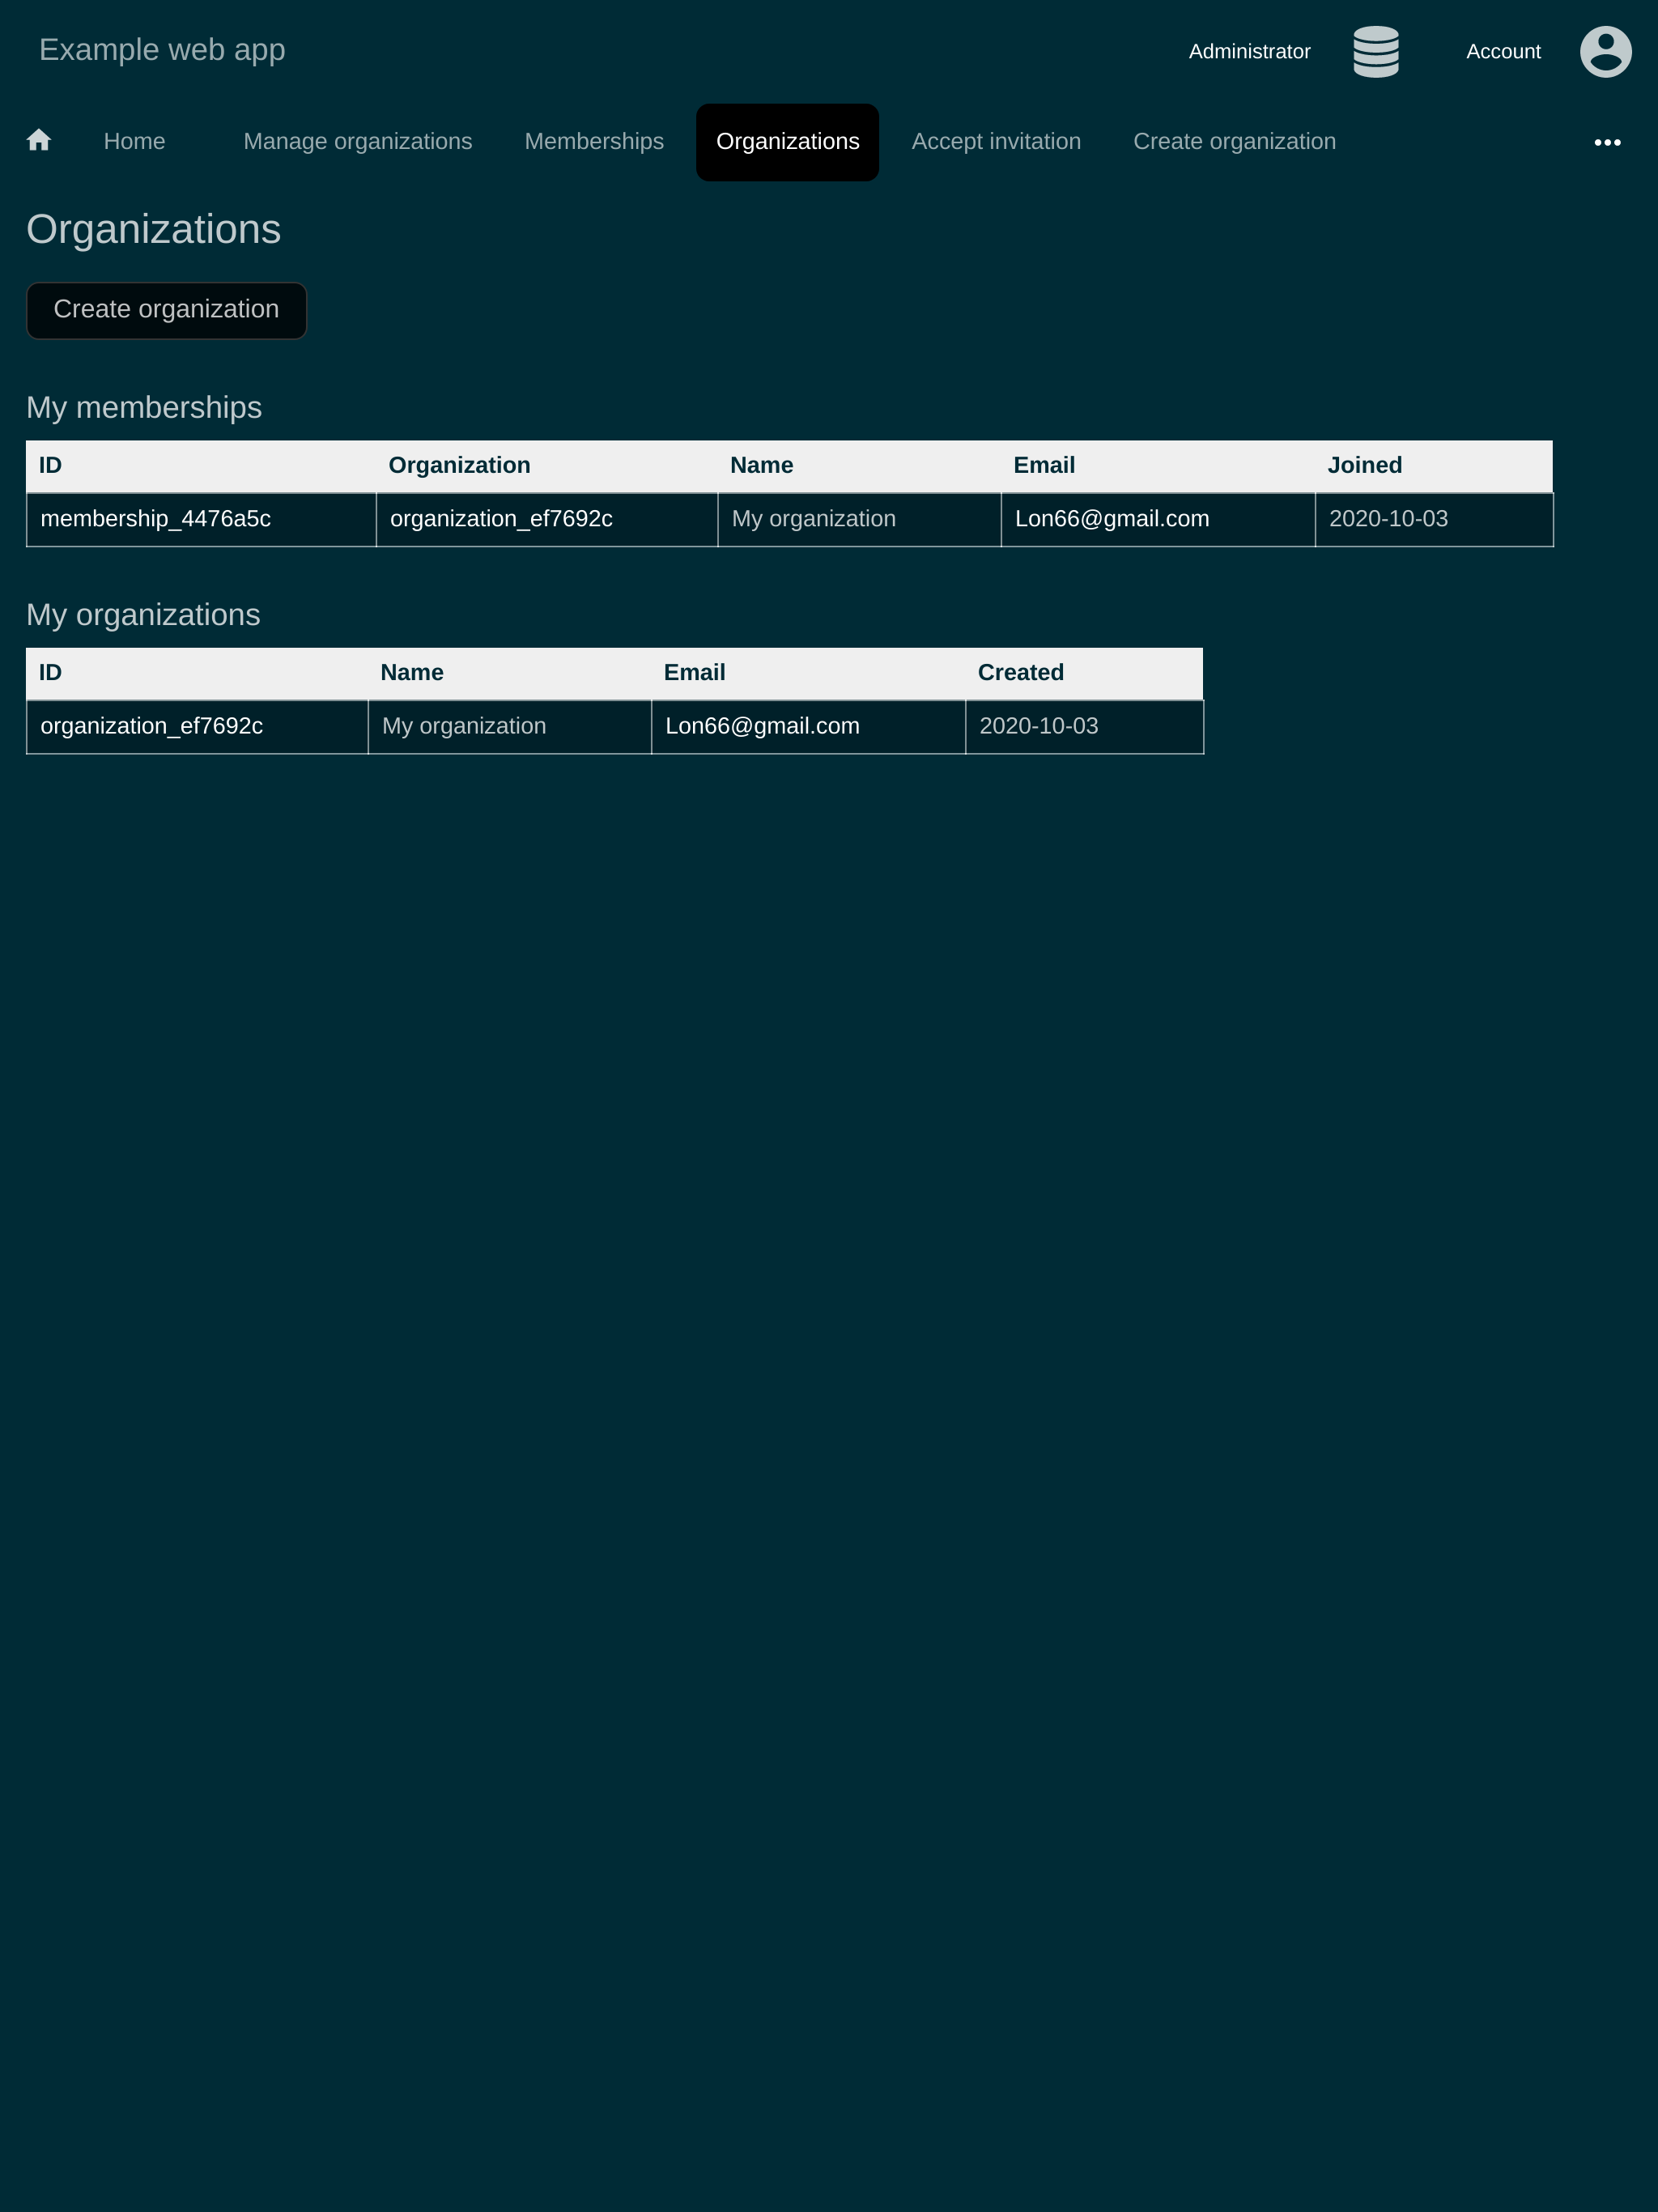 Example web app
Administrator
Account
Home
Manage organizations
Memberships
Organizations
Accept invitation
Create organization
Organizations
Create organization
My memberships
ID Organization Name Email Joined
membership_4476a5c organization_ef7692c My organization Lon66@gmail.com 2020-10-03
My organizations
ID Name Email Created
organization_ef7692c My organization Lon66@gmail.com 2020-10-03